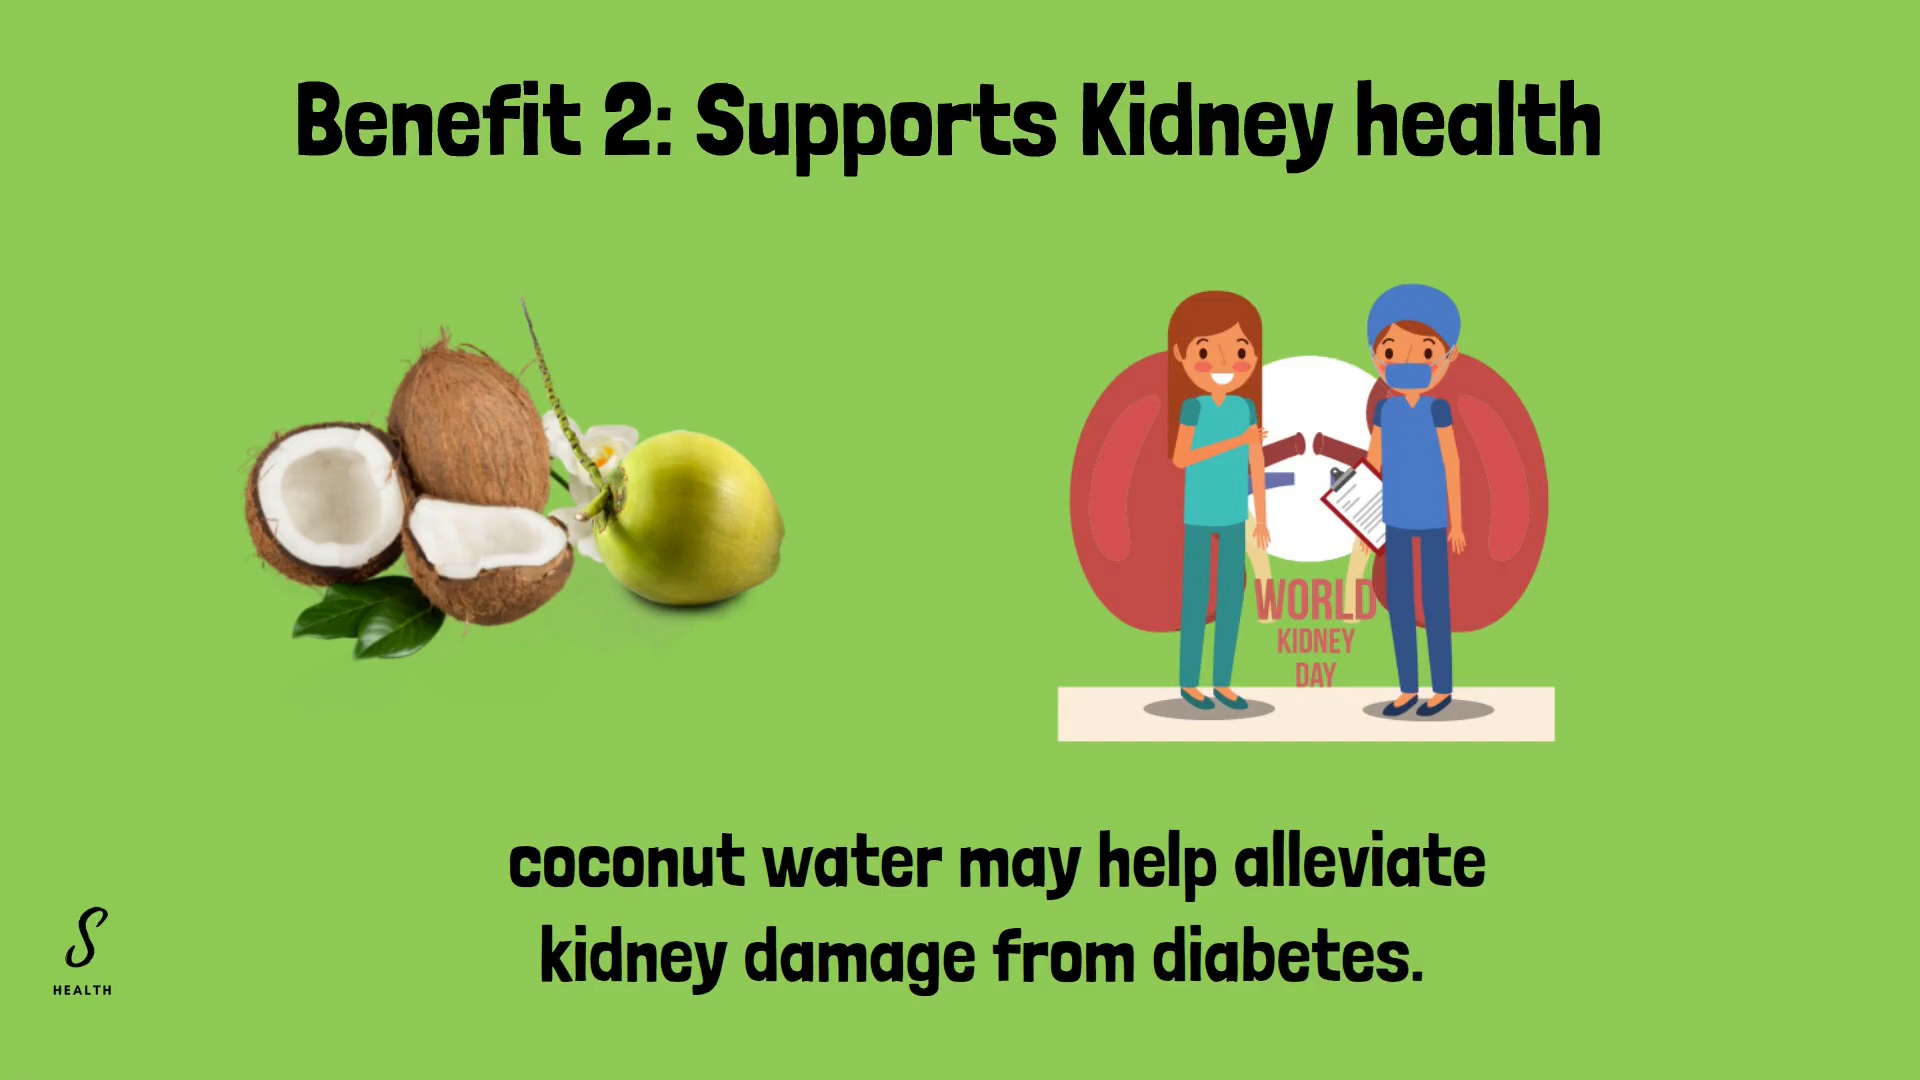 Benefit 2: Supports Kidney health
WORLD
KIDNEY
DAY
coconut water may help alleviate
kidney damage from diabetes.
S
HEALTH